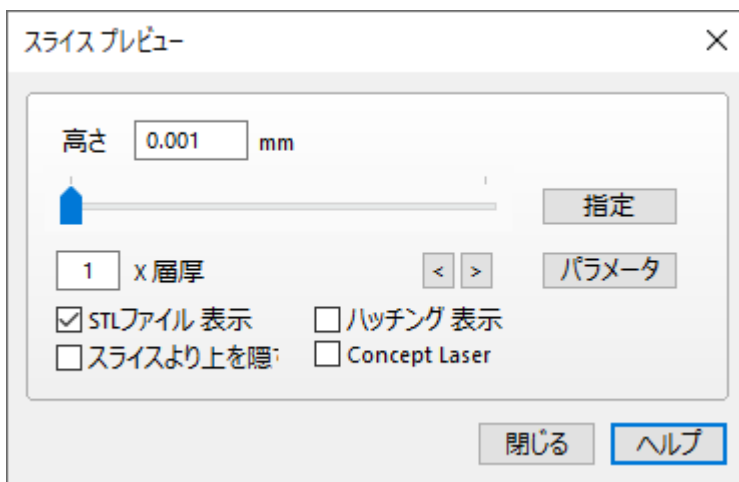 スライス プレビュー
高さ 0.001 mm
指定
1 x 層厚 < > パラメータ
STLファイル 表示 ハッチング 表示
スライスより上を隠 Concept Laser
閉じる ヘルプ